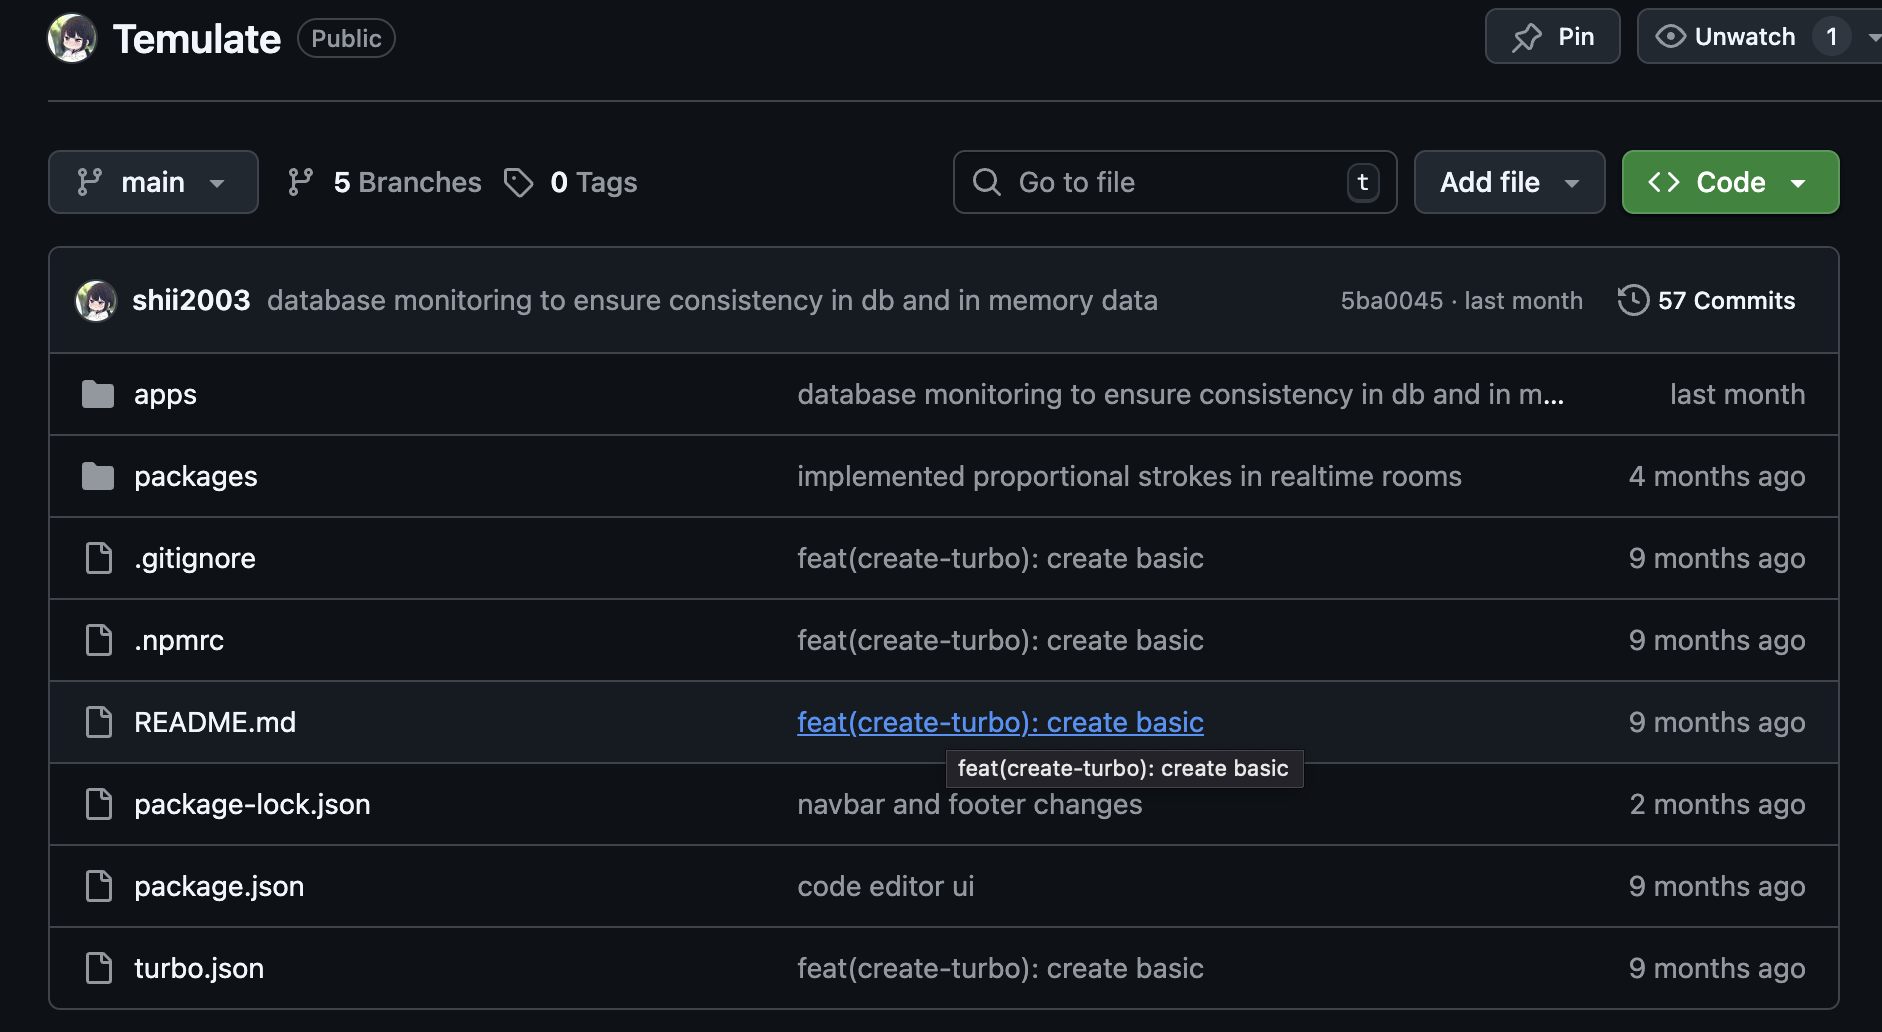 Temulate Public Pin Unwatch 1
main 5 Branches 0 Tags Go to file t Add file Code
shii2003 database monitoring to ensure consistency in db and in memory data 5ba0045 · last month 57 Commits
apps database monitoring to ensure consistency in db and in m... last month
packages implemented proportional strokes in realtime rooms 4 months ago
.gitignore feat(create-turbo): create basic 9 months ago
.npmrc feat(create-turbo): create basic 9 months ago
README.md feat(create-turbo): create basic 9 months ago
feat(create-turbo): create basic
package-lock.json navbar and footer changes 2 months ago
package.json code editor ui 9 months ago
turbo.json feat(create-turbo): create basic 9 months ago